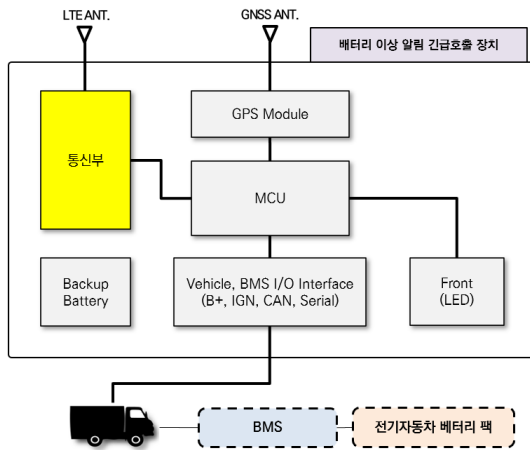 LTE ANT.
GNSS ANT.
배터리 이상 알림 긴급호출 장치
통신부
GPS Module
MCU
Backup
Battery
Vehicle, BMS I/O Interface
(B+, IGN, CAN, Serial)
Front
(LED)
BMS
전기자동차 베터리 팩